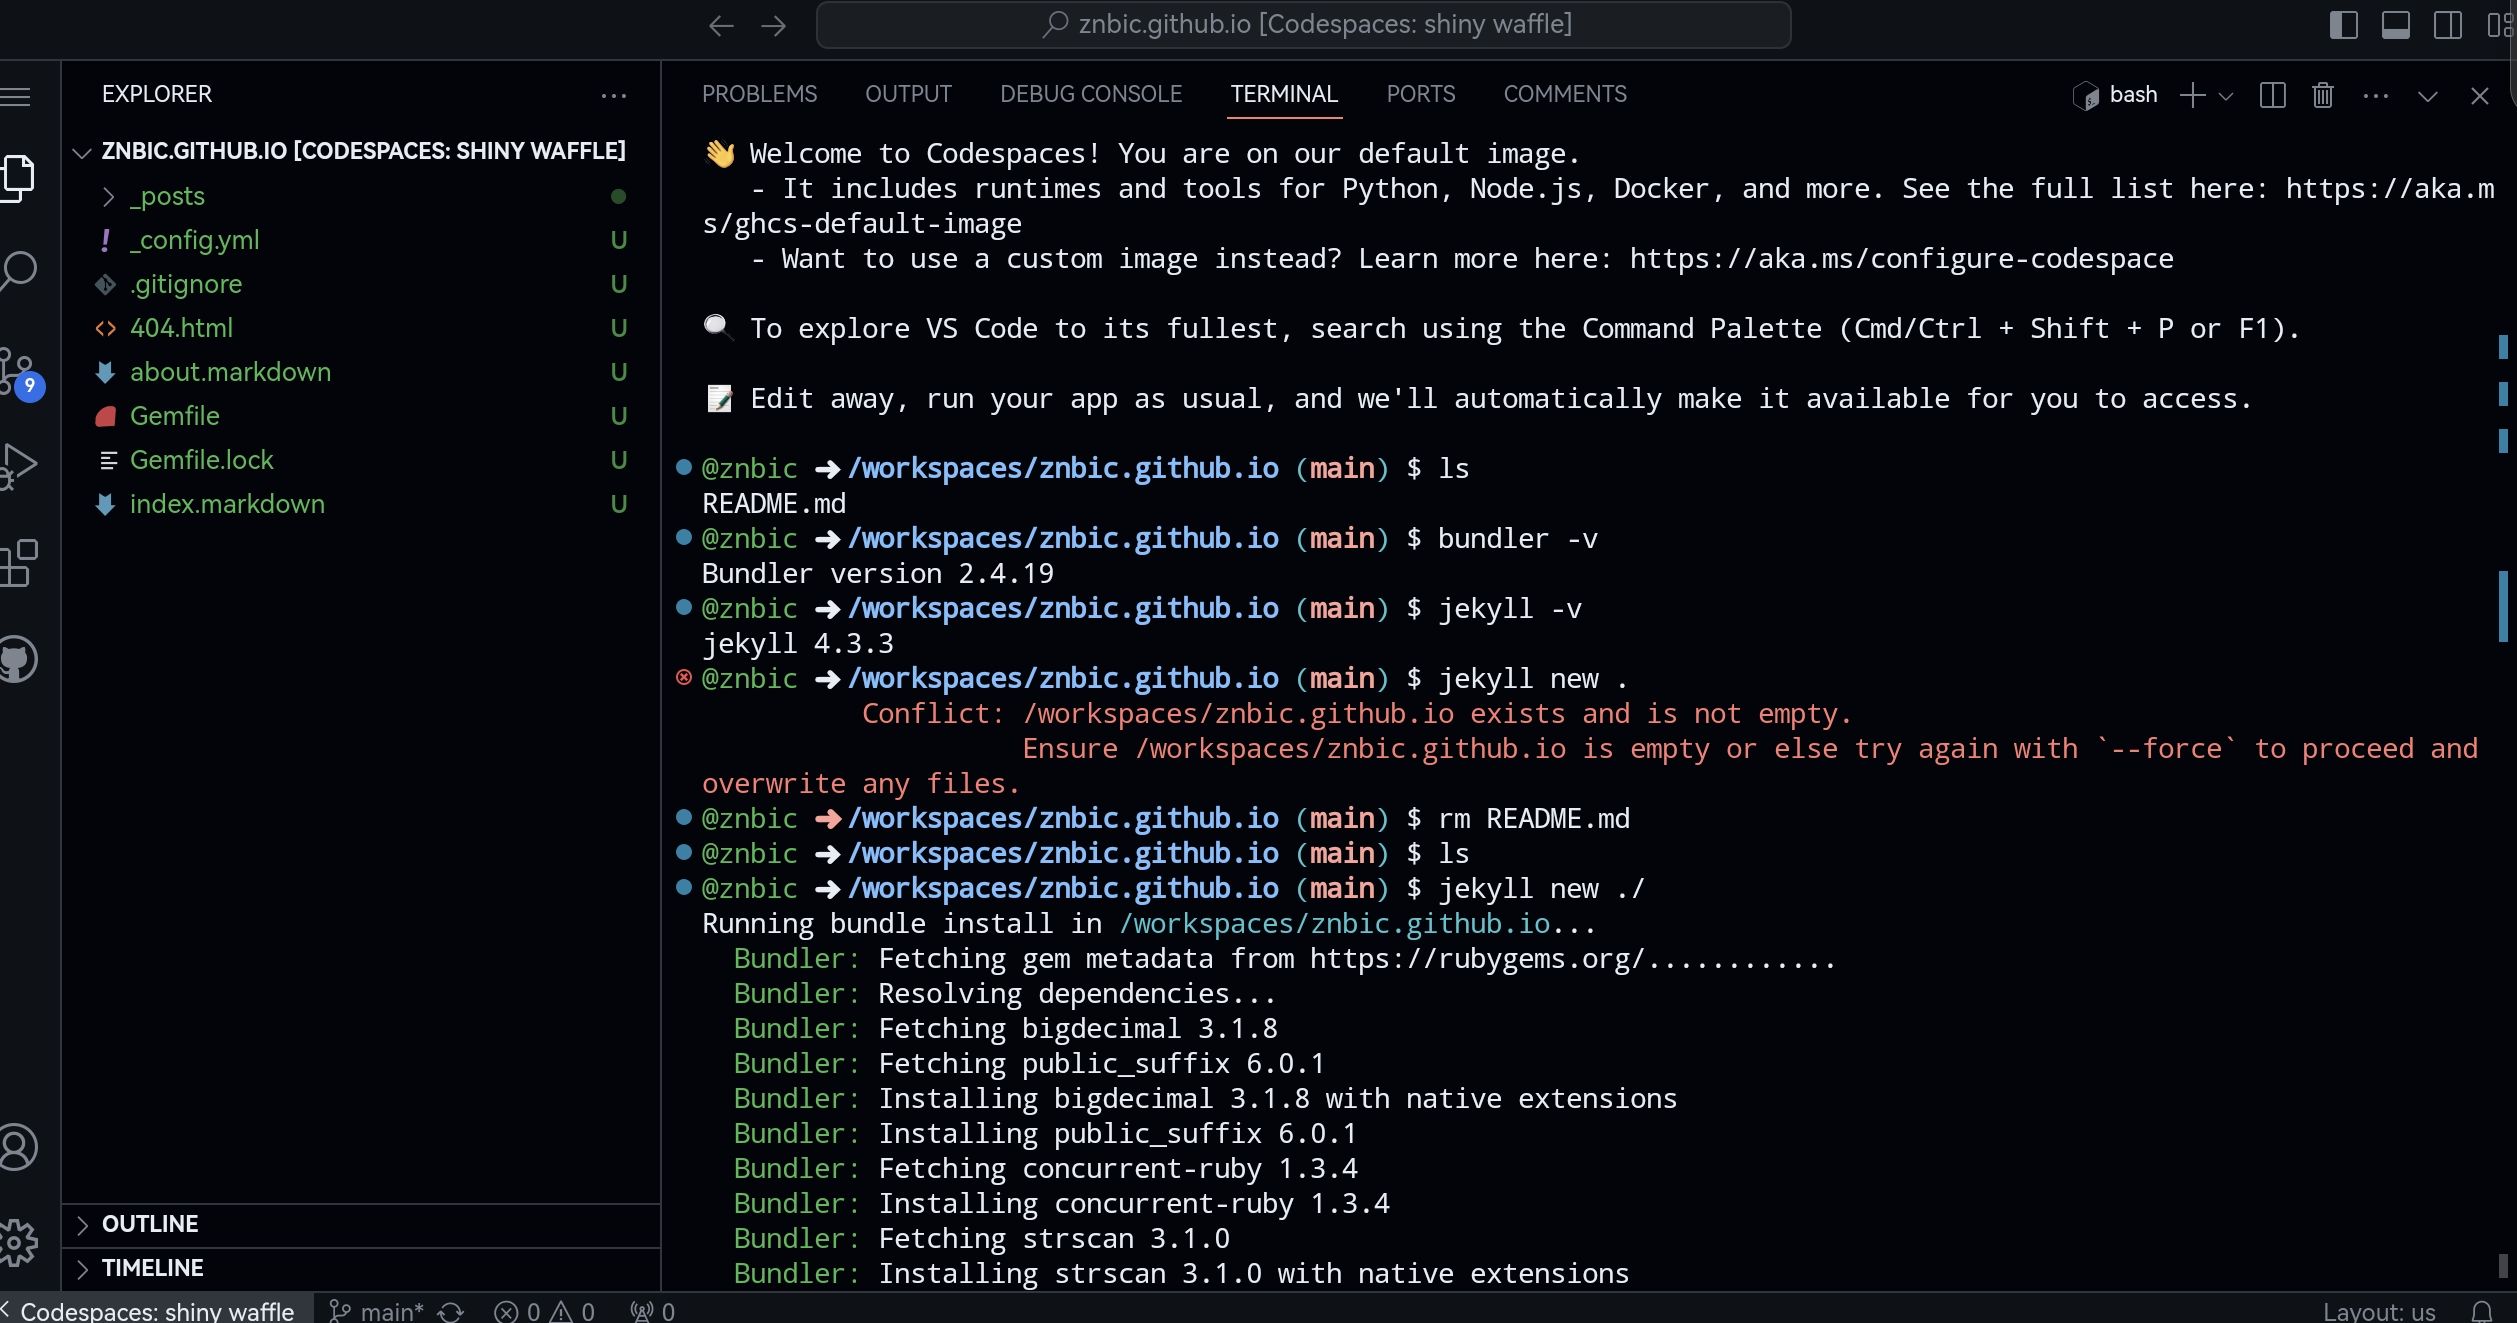 znbic.github.io [Codespaces: shiny waffle]
EXPLORER
ZNBIC.GITHUB.IO [CODESPACES: SHINY WAFFLE]
_posts
_config.yml U
.gitignore U
404.html U
about.markdown U
Gemfile U
Gemfile.lock U
index.markdown U
9
OUTLINE
TIMELINE
PROBLEMS OUTPUT DEBUG CONSOLE TERMINAL PORTS COMMENTS
bash
👋 Welcome to Codespaces! You are on our default image.
- It includes runtimes and tools for Python, Node.js, Docker, and more. See the full list here: https://aka.m
s/ghcs-default-image
- Want to use a custom image instead? Learn more here: https://aka.ms/configure-codespace
🔍 To explore VS Code to its fullest, search using the Command Palette (Cmd/Ctrl + Shift + P or F1).
📝 Edit away, run your app as usual, and we'll automatically make it available for you to access.
@znbic ➜ /workspaces/znbic.github.io (main) $ ls
README.md
@znbic ➜ /workspaces/znbic.github.io (main) $ bundler -v
Bundler version 2.4.19
@znbic ➜ /workspaces/znbic.github.io (main) $ jekyll -v
jekyll 4.3.3
@znbic ➜ /workspaces/znbic.github.io (main) $ jekyll new .
Conflict: /workspaces/znbic.github.io exists and is not empty.
Ensure /workspaces/znbic.github.io is empty or else try again with `--force` to proceed and
overwrite any files.
@znbic ➜ /workspaces/znbic.github.io (main) $ rm README.md
@znbic ➜ /workspaces/znbic.github.io (main) $ ls
@znbic ➜ /workspaces/znbic.github.io (main) $ jekyll new ./
Running bundle install in /workspaces/znbic.github.io...
Bundler: Fetching gem metadata from https://rubygems.org/............
Bundler: Resolving dependencies...
Bundler: Fetching bigdecimal 3.1.8
Bundler: Fetching public_suffix 6.0.1
Bundler: Installing bigdecimal 3.1.8 with native extensions
Bundler: Installing public_suffix 6.0.1
Bundler: Fetching concurrent-ruby 1.3.4
Bundler: Installing concurrent-ruby 1.3.4
Bundler: Fetching strscan 3.1.0
Bundler: Installing strscan 3.1.0 with native extensions
Codespaces: shiny waffle main* 0 0 0 Layout: us